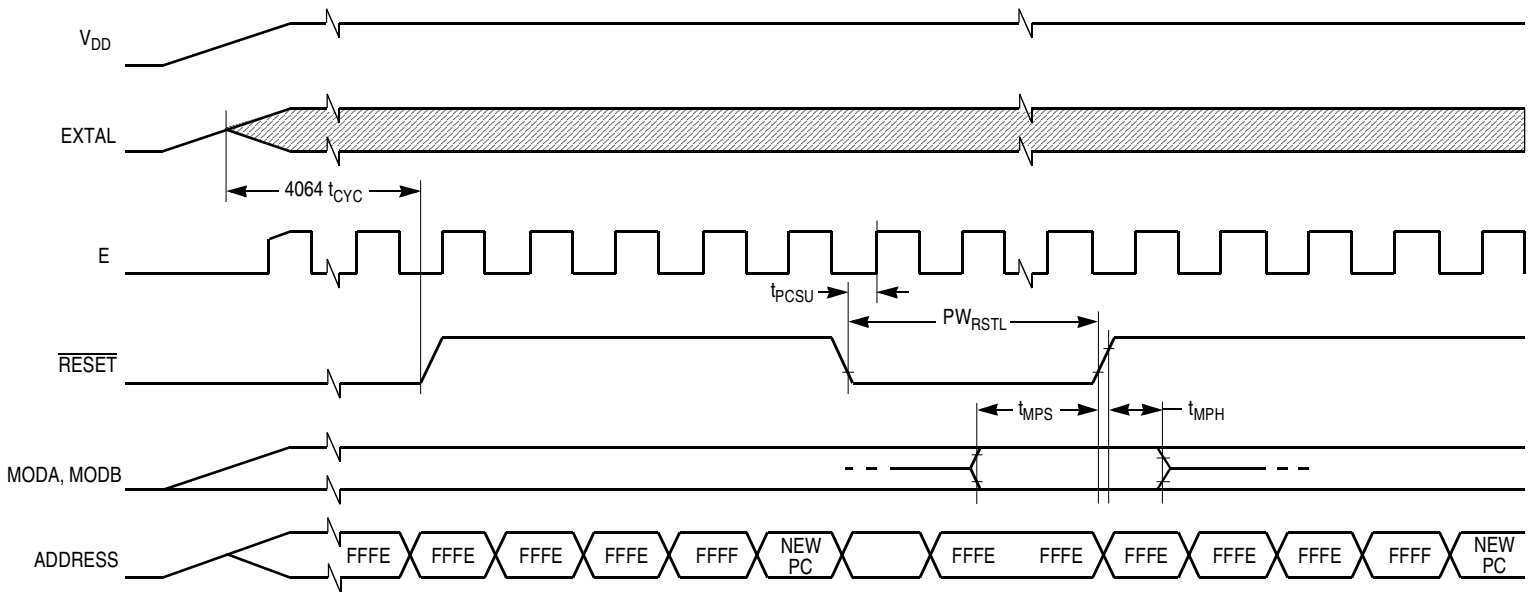 VDD
EXTAL
4064 tCYC
E
tPCSU
PWRSTL
RESET
tMPS
tMPH
MODA, MODB
ADDRESS
FFFE FFFE FFFE FFFE FFFF NEW PC FFFE FFFE FFFE FFFE FFFE FFFF NEW PC